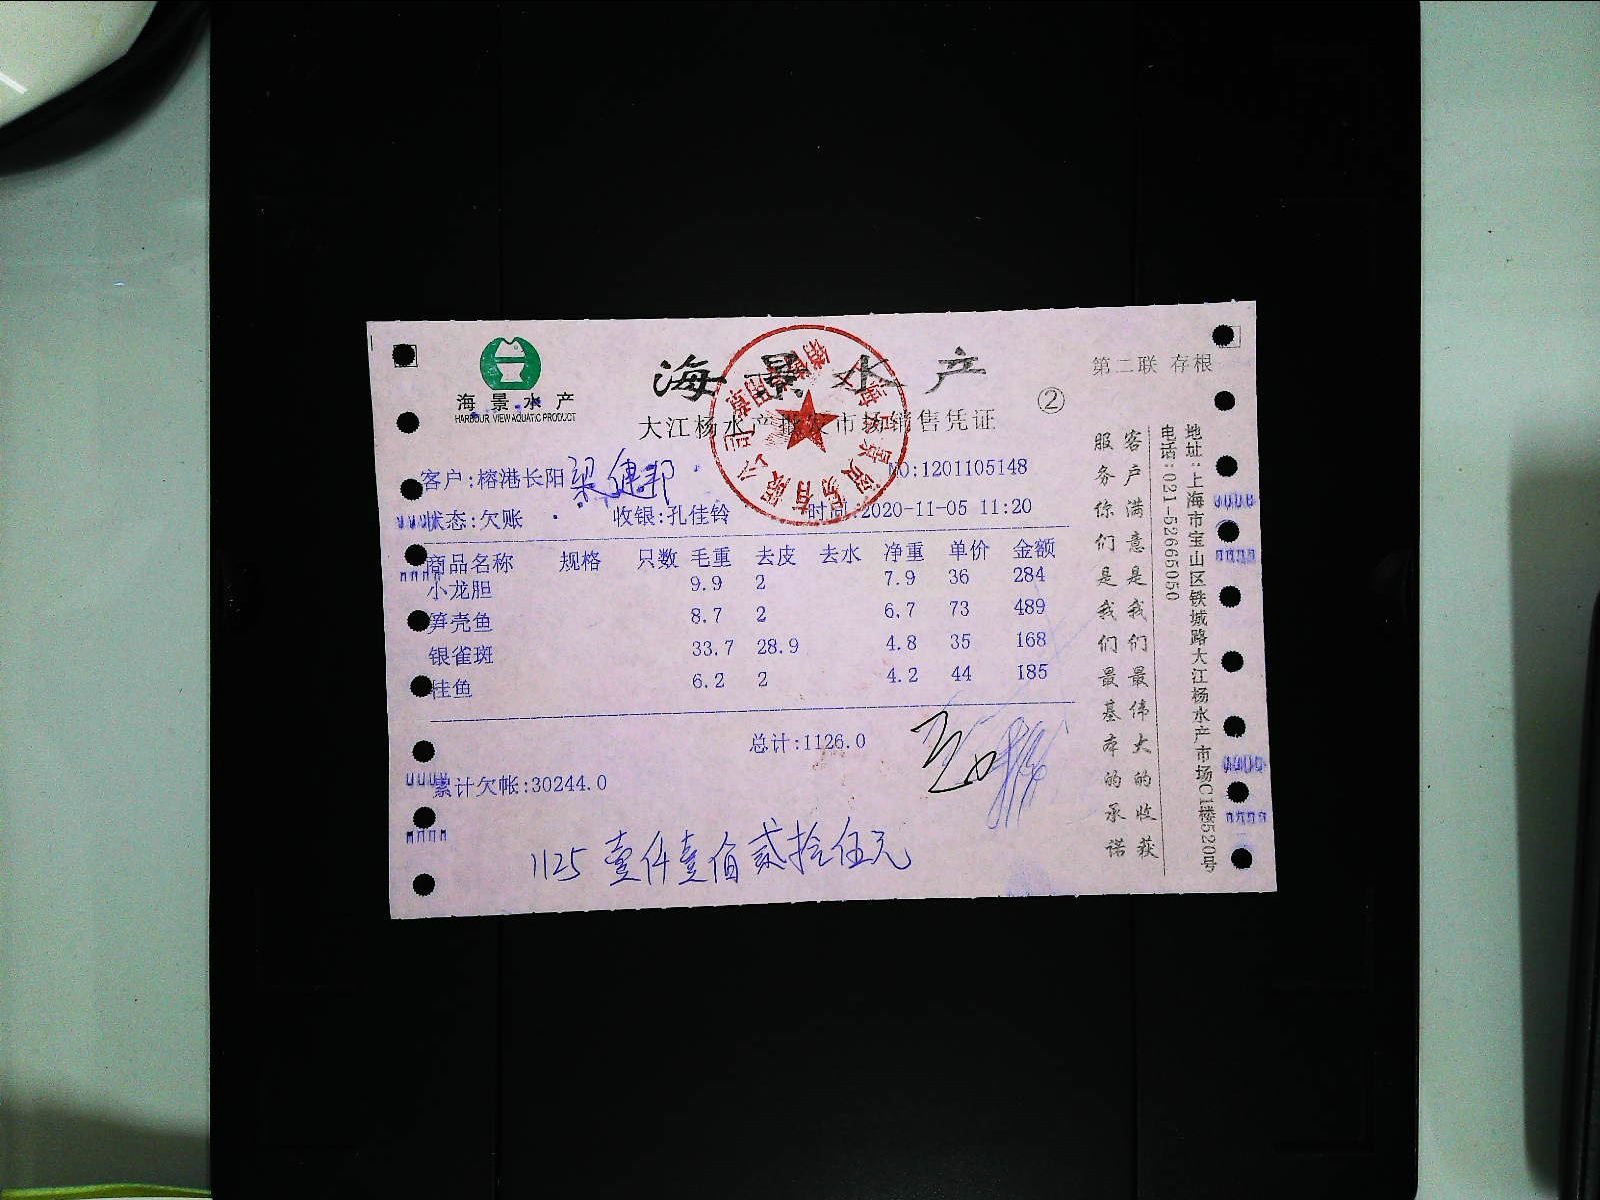 海景水产
HARBOUR VIEW AQUATIC PRODUCT
海景水产
第二联 存根
②
大江杨水产批发市场销售凭证
客户:榕港长阳 梁健邦
NO:1201105148
状态:欠账 收银:孔佳铃 时间:2020-11-05 11:20
商品名称 规格 只数 毛重 去皮 去水 净重 单价 金额
小龙胆 9.9 2 7.9 36 284
笋壳鱼 8.7 2 6.7 73 489
银雀斑 33.7 28.9 4.8 35 168
桂鱼 6.2 2 4.2 44 185
总计:1126.0
累计欠帐:30244.0
1125 壹仟壹佰贰拾伍元
地址:上海市宝山区铁城路大江杨水产市场C1楼520号
电话:021-52665050
客户满意是我们最伟大的收获
服务你们是我们最基本的承诺